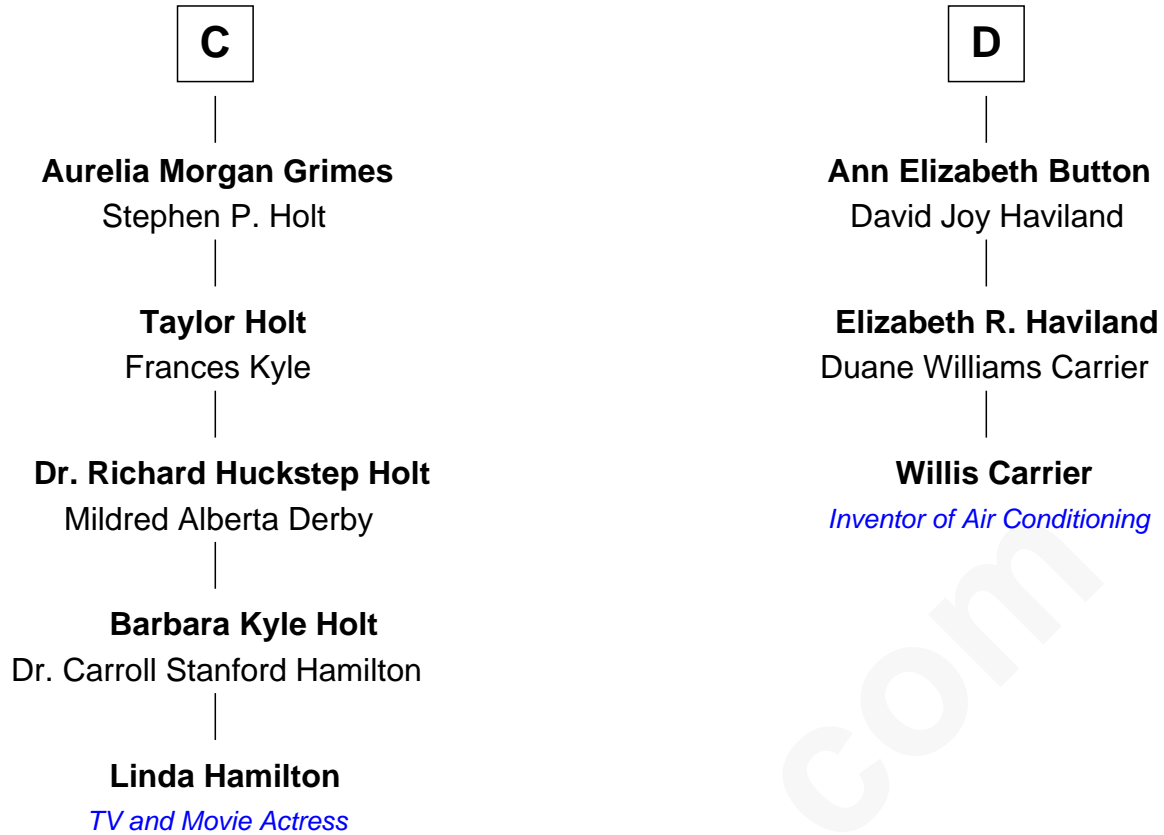 C
Aurelia Morgan Grimes
Stephen P. Holt
Taylor Holt
Frances Kyle
Dr. Richard Huckstep Holt
Mildred Alberta Derby
Barbara Kyle Holt
Dr. Carroll Stanford Hamilton
Linda Hamilton
TV and Movie Actress
D
Ann Elizabeth Button
David Joy Haviland
Elizabeth R. Haviland
Duane Williams Carrier
Willis Carrier
Inventor of Air Conditioning
com